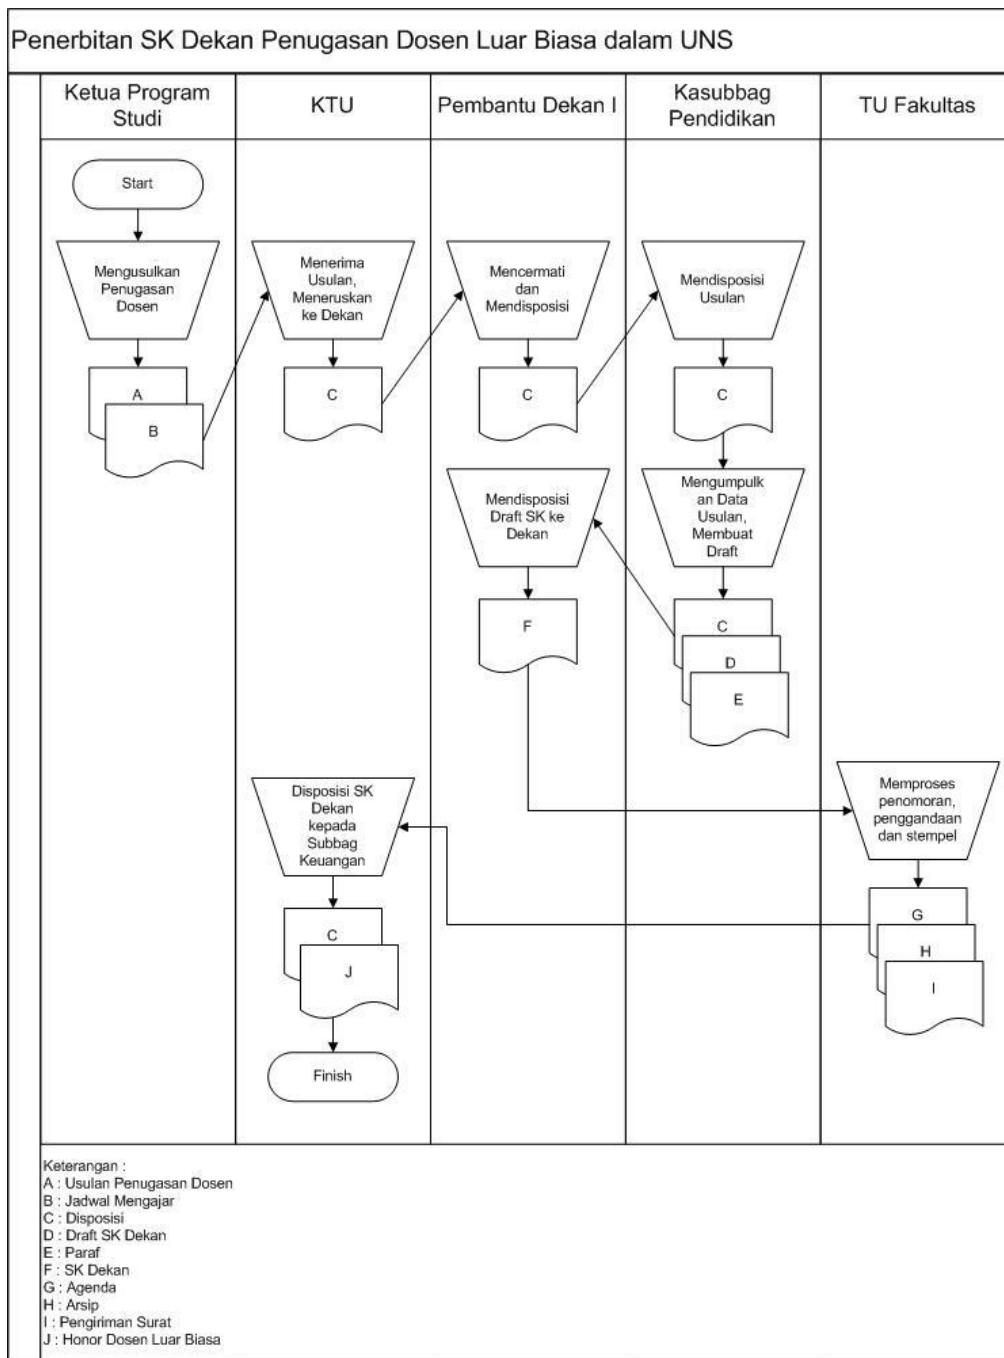 Penerbitan SK Dekan Penugasan Dosen Luar Biasa dalam UNS
Ketua Program
Studi
KTU
Pembantu Dekan I
Kasubbag
Pendidikan
TU Fakultas
Start
Mengusulkan
Penugasan
Dosen
A
B
Menerima
Usulan,
Meneruskan
ke Dekan
C
Mencermati
dan
Mendisposisi
C
Mendisposisi
Usulan
C
Mengumpulk
an Data
Usulan,
Membuat
Draft
C
D
E
Mendisposisi
Draft SK ke
Dekan
F
Memproses
penomoran,
penggandaan
dan stempel
G
H
I
Disposisi SK
Dekan
kepada
Subbag
Keuangan
C
J
Finish
Keterangan :
A : Usulan Penugasan Dosen
B : Jadwal Mengajar
C : Disposisi
D : Draft SK Dekan
E : Paraf
F : SK Dekan
G : Agenda
H : Arsip
I : Pengiriman Surat
J : Honor Dosen Luar Biasa